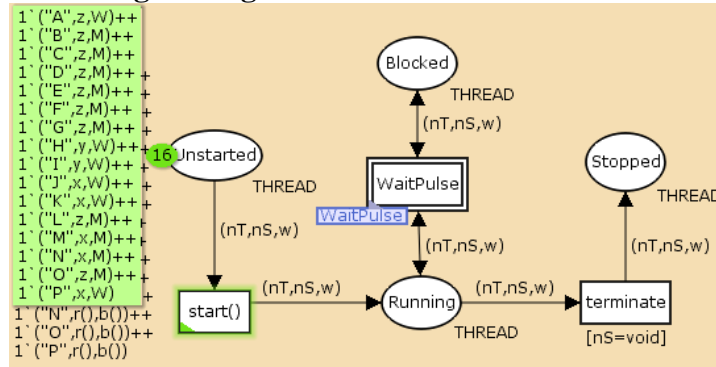 1`("A",z,W)++
1`("B",z,M)++
1`("C",z,M)++
1`("D",z,M)++
1`("E",z,M)++
1`("F",z,M)++
1`("G",z,M)++
1`("H",y,W)++
1`("I",y,W)++
1`("J",x,W)++
1`("K",x,W)++
1`("L",z,M)++
1`("M",x,M)++
1`("N",x,M)++
1`("O",z,M)++
1`("P",x,W)
1`("N",r(),b())++
1`("O",r(),b())++
1`("P",r(),b())
16
Unstarted
THREAD
(nT,nS,w)
start()
(nT,nS,w)
Blocked
THREAD
(nT,nS,w)
WaitPulse
WaitPulse
(nT,nS,w)
Running
THREAD
(nT,nS,w)
Stopped
THREAD
(nT,nS,w)
terminate
[nS=void]